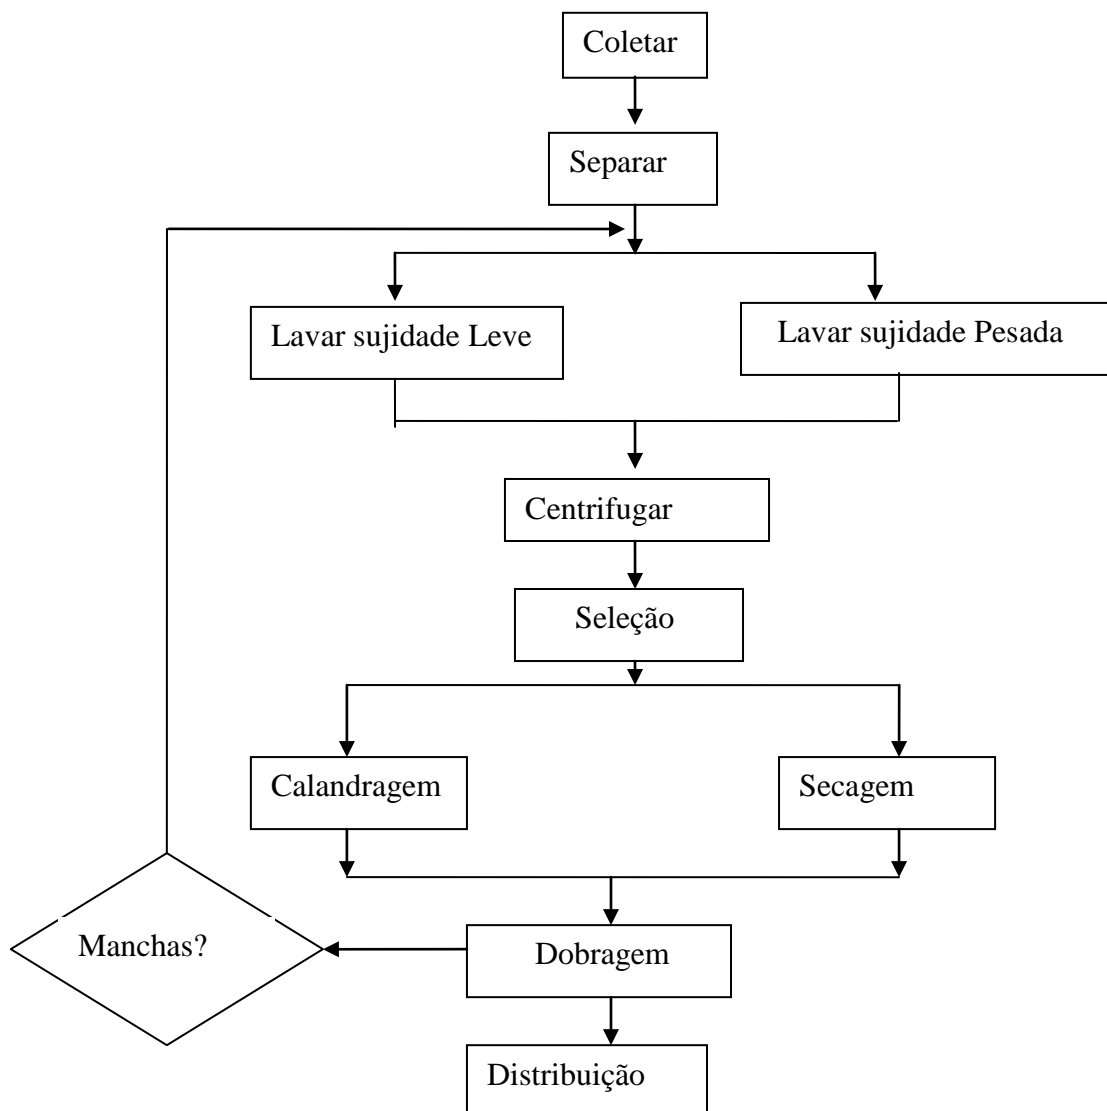 Coletar
Separar
Lavar sujidade Leve
Lavar sujidade Pesada
Centrifugar
Seleção
Calandragem
Secagem
Manchas?
Dobragem
Distribuição